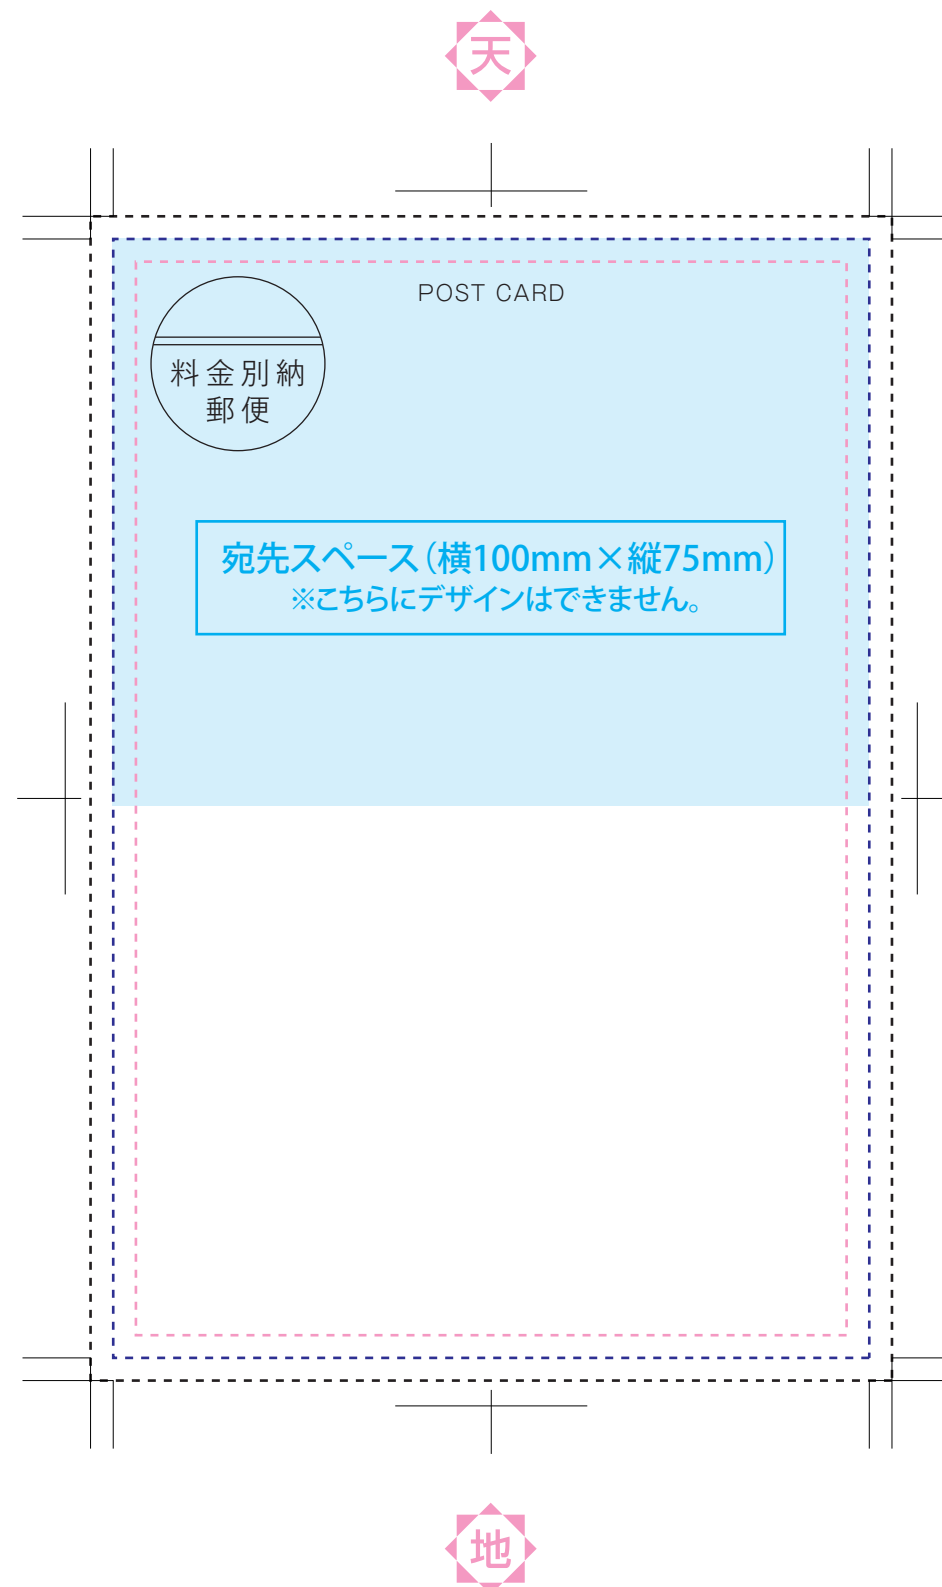 天
POST CARD
料金別納
郵便
宛先スペース（横100mm×縦75mm）
※こちらにデザインはできません。
地